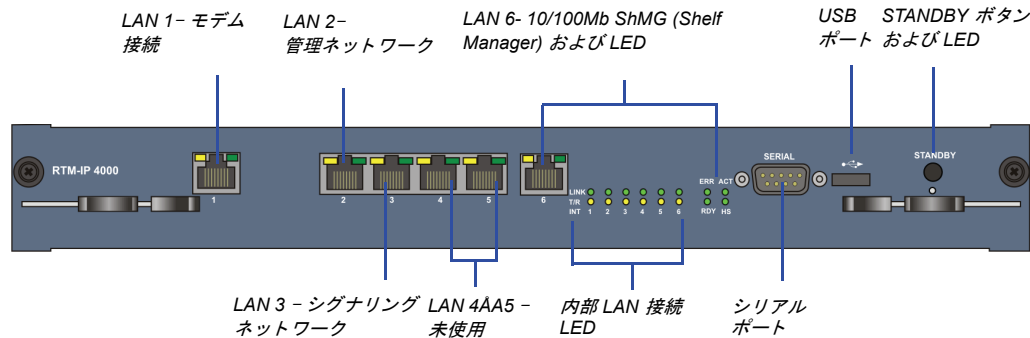 LAN 1– モデム
接続
LAN 2–
管理ネットワーク
LAN 6- 10/100Mb ShMG (Shelf
Manager) および LED
USB
ポート
STANDBY ボタン
および LED
RTM-IP 4000
1
2
3
4
5
6
LINK
T/R
INT 1 2 3 4 5 6
ERR ACT
RDY HS
SERIAL
STANDBY
LAN 3 – シグナリング
ネットワーク
LAN 4ÅA5 –
未使用
内部 LAN 接続
LED
シリアル
ポート